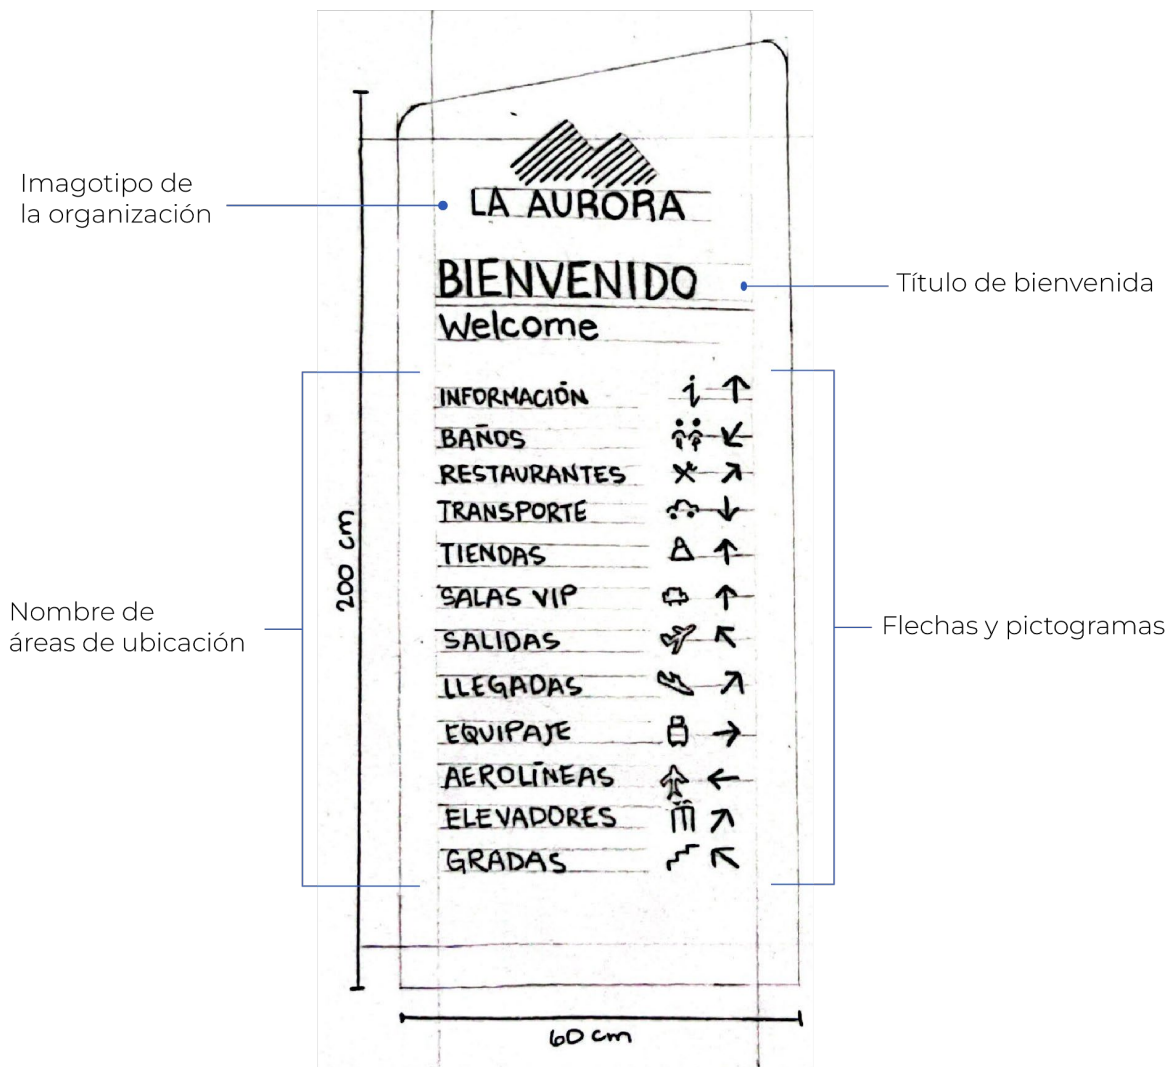 Imagotipo de
la organización
LA AURORA
BIENVENIDO
Título de bienvenida
Welcome
INFORMACIÓN i
BAÑOS
RESTAURANTES
TRANSPORTE
TIENDAS
200 cm
SALAS VIP
Nombre de
áreas de ubicación
Flechas y pictogramas
SALIDAS
LLEGADAS
EQUIPAJE
AEROLÍNEAS
ELEVADORES
GRADAS
60 cm